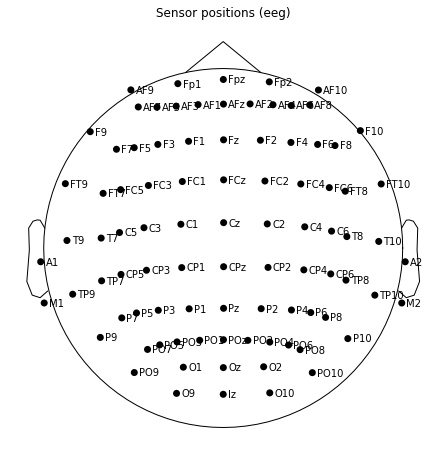 Sensor positions (eeg)
Fp1 Fpz Fp2
AF9 AF10
AF7 AF5 AF3 AF1 AFz AF2 AF4 AF6 AF8
F9 F10
F7 F5 F3 F1 Fz F2 F4 F6 F8
FT9 FT7 FC5 FC3 FC1 FCz FC2 FC4 FC6 FT8 FT10
T9 T7 C5 C3 C1 Cz C2 C4 C6 T8 T10
A1 A2
TP7 CP5 CP3 CP1 CPz CP2 CP4 CP6 TP8
M1 TP9 TP10 M2
P7 P5 P3 P1 Pz P2 P4 P6 P8
P9 P10
PO7 PO5 PO3 PO1 POz PO2 PO4 PO6 PO8
PO9 O1 Oz O2 PO10
O9 Iz O10